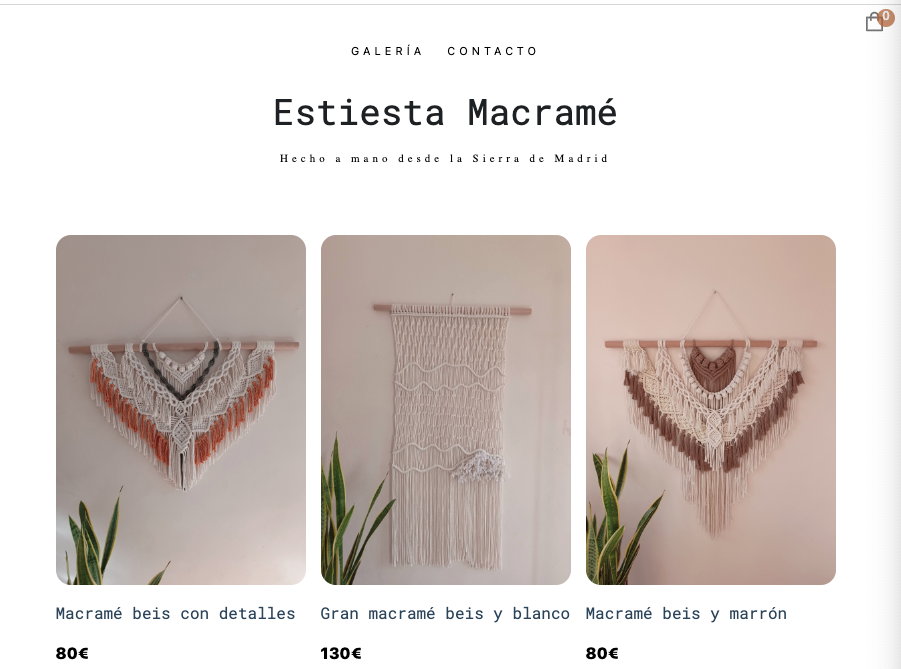 0
GALERÍA CONTACTO
Estiesta Macramé
Hecho a mano desde la Sierra de Madrid
Macramé beis con detalles
80€
Gran macramé beis y blanco
130€
Macramé beis y marrón
80€